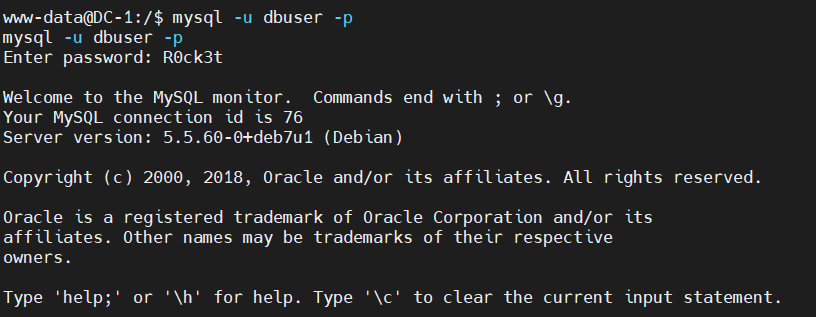 www-data@DC-1:/$ mysql -u dbuser -p
mysql -u dbuser -p
Enter password: R0ck3t
Welcome to the MySQL monitor.  Commands end with ; or \g.
Your MySQL connection id is 76
Server version: 5.5.60-0+deb7u1 (Debian)
Copyright (c) 2000, 2018, Oracle and/or its affiliates. All rights reserved.
Oracle is a registered trademark of Oracle Corporation and/or its
affiliates. Other names may be trademarks of their respective
owners.
Type 'help;' or '\h' for help. Type '\c' to clear the current input statement.